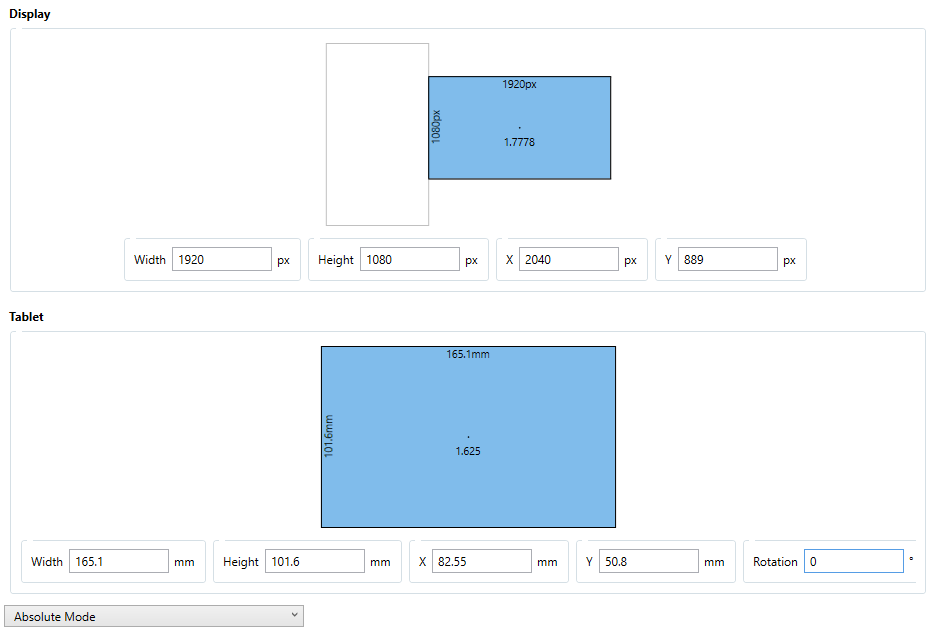 Display
1920px
1080px
1.7778
Width 1920 px Height 1080 px X 2040 px Y 889 px
Tablet
165.1mm
101.6mm
1.625
Width 165.1 mm Height 101.6 mm X 82.55 mm Y 50.8 mm Rotation 0 °
Absolute Mode